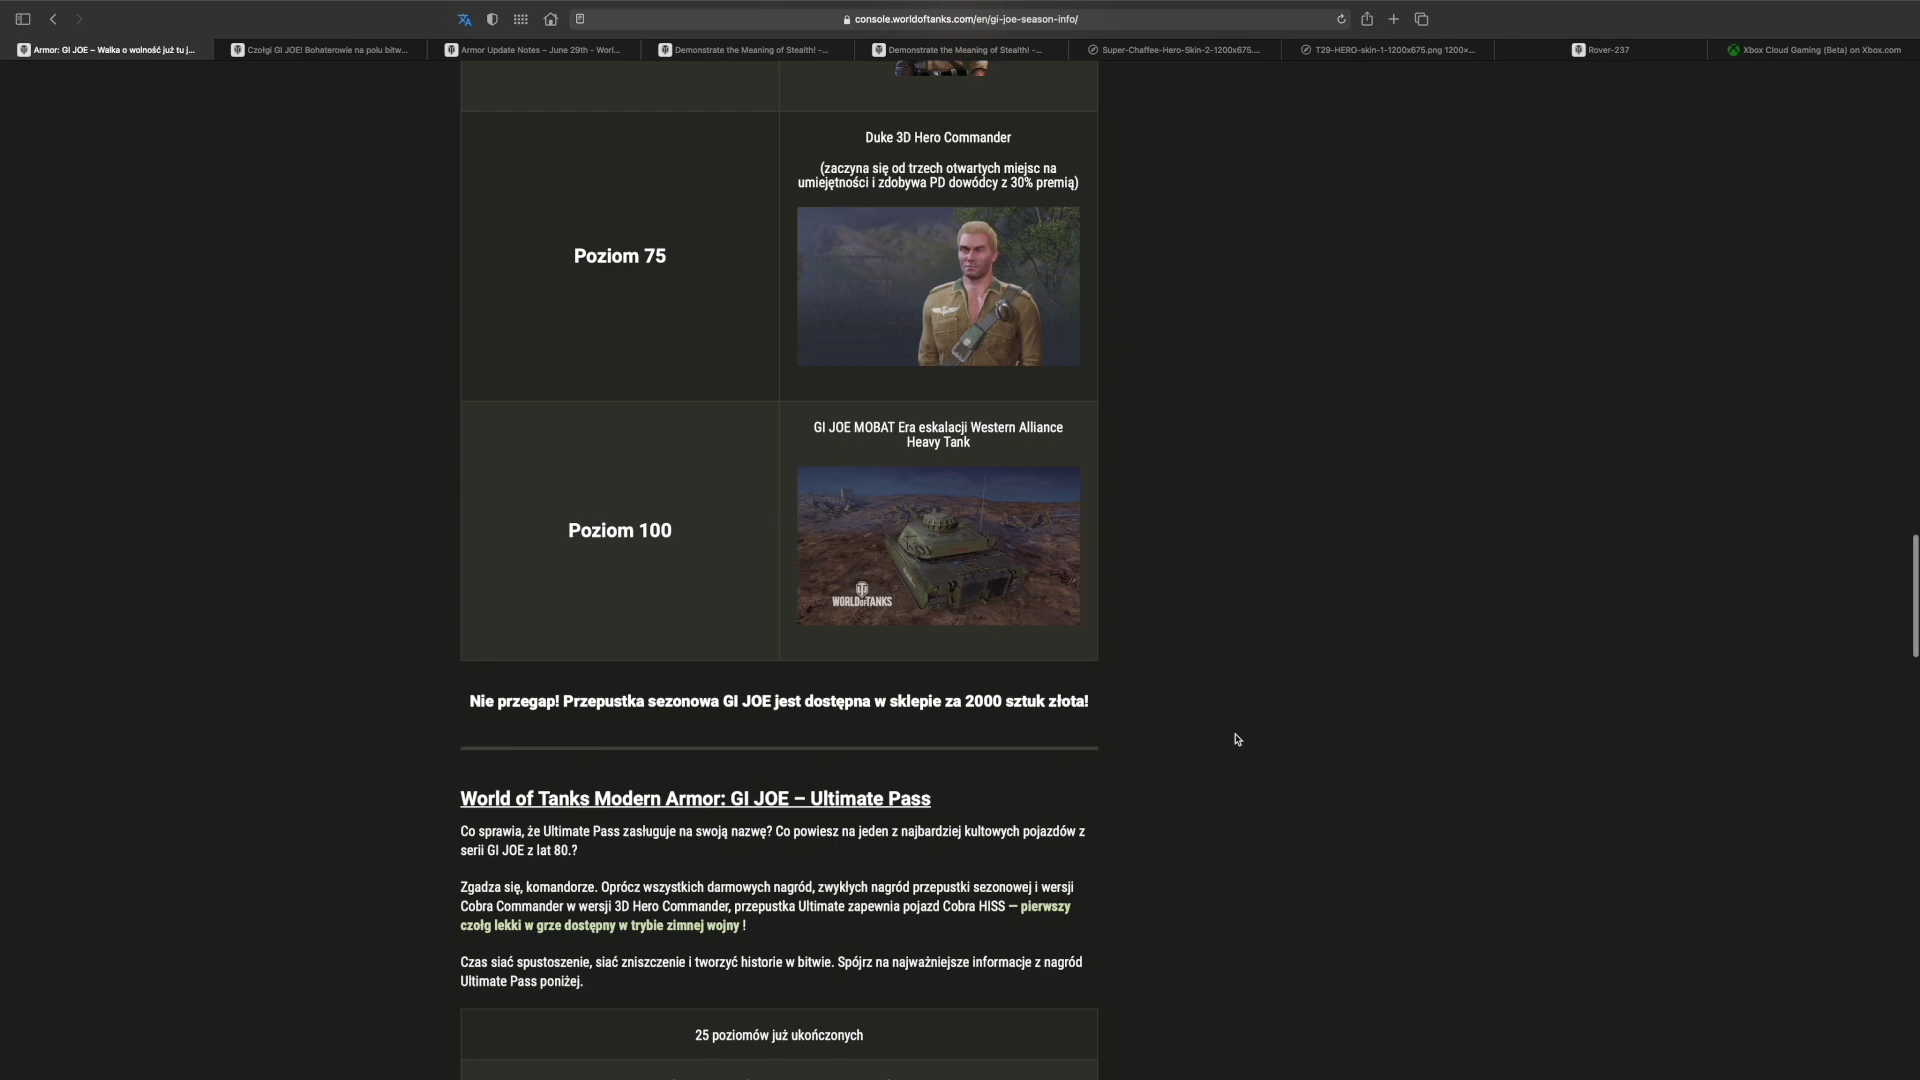 console.worldoftanks.com/en/gi-joe-season-info/
Armor: GI JOE – Walka o wolność już tu j...
Czołgi GI JOE! Bohaterowie na polu bitw...
Armor Update Notes – June 29th - Worl...
Demonstrate the Meaning of Stealth! -...
Demonstrate the Meaning of Stealth! -...
Super-Chaffee-Hero-Skin-2-1200x675....
T29-HERO-skin-1-1200x675.png 1200×...
Rover-237
Xbox Cloud Gaming (Beta) on Xbox.com
Duke 3D Hero Commander
(zaczyna się od trzech otwartych miejsc na
umiejętności i zdobywa PD dowódcy z 30% premią)
Poziom 75
GI JOE MOBAT Era eskalacji Western Alliance
Heavy Tank
Poziom 100
WORLD OF TANKS
Nie przegap! Przepustka sezonowa GI JOE jest dostępna w sklepie za 2000 sztuk złota!
World of Tanks Modern Armor: GI JOE – Ultimate Pass
Co sprawia, że Ultimate Pass zasługuje na swoją nazwę? Co powiesz na jeden z najbardziej kultowych pojazdów z
serii GI JOE z lat 80.?
Zgadza się, komandorze. Oprócz wszystkich darmowych nagród, zwykłych nagród przepustki sezonowej i wersji
Cobra Commander w wersji 3D Hero Commander, przepustka Ultimate zapewnia pojazd Cobra HISS — pierwszy
czołg lekki w grze dostępny w trybie zimnej wojny !
Czas siać spustoszenie, siać zniszczenie i tworzyć historie w bitwie. Spójrz na najważniejsze informacje z nagród
Ultimate Pass poniżej.
25 poziomów już ukończonych